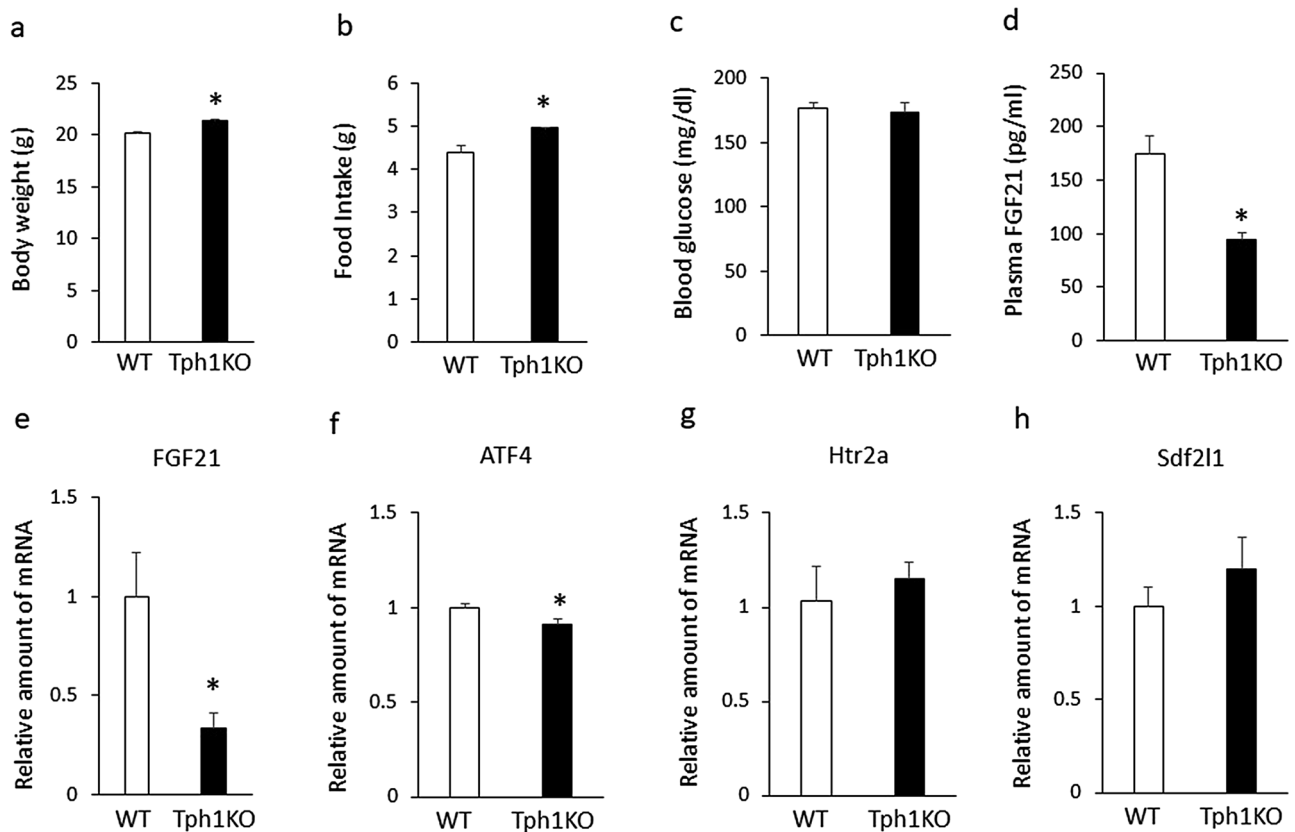 a
Body weight (g)
25
20
15
10
5
0
WT Tph1KO
b
Food Intake (g)
6
5
4
3
2
1
0
*
WT Tph1KO
*
c
Blood glucose (mg/dl)
200
150
100
50
0
WT Tph1KO
d
Plasma FGF21 (pg/ml)
250
200
150
100
50
0
*
WT Tph1KO
e
FGF21
Relative amount of mRNA
1.5
1
0.5
0
*
WT Tph1KO
f
ATF4
Relative amount of mRNA
1.5
1
0.5
0
*
WT Tph1KO
g
Htr2a
Relative amount of mRNA
1.5
1
0.5
0
WT Tph1KO
h
Sdf2l1
Relative amount of mRNA
1.5
1
0.5
0
WT Tph1KO